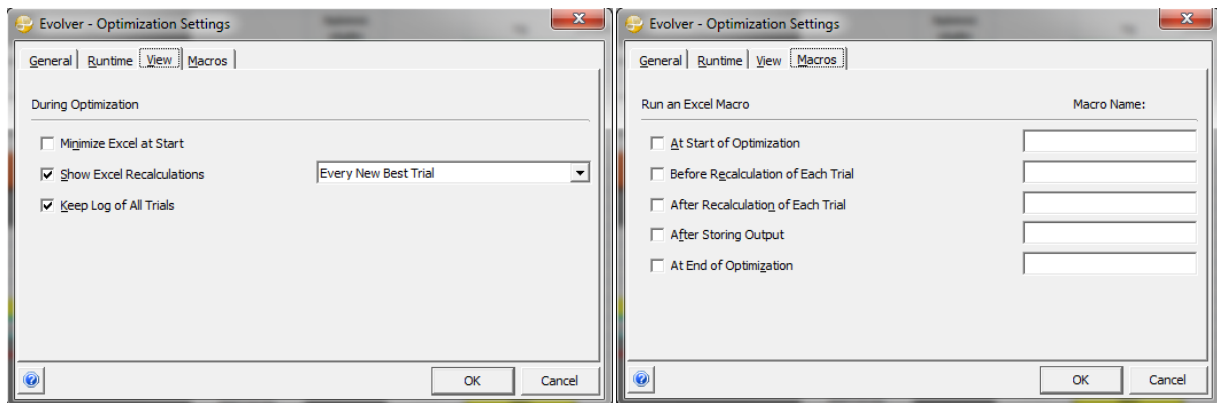 Evolver - Optimization Settings
General Runtime View Macros
During Optimization
Minimize Excel at Start
Show Excel Recalculations Every New Best Trial
Keep Log of All Trials
OK Cancel
Evolver - Optimization Settings
General Runtime View Macros
Run an Excel Macro Macro Name:
At Start of Optimization
Before Recalculation of Each Trial
After Recalculation of Each Trial
After Storing Output
At End of Optimization
OK Cancel